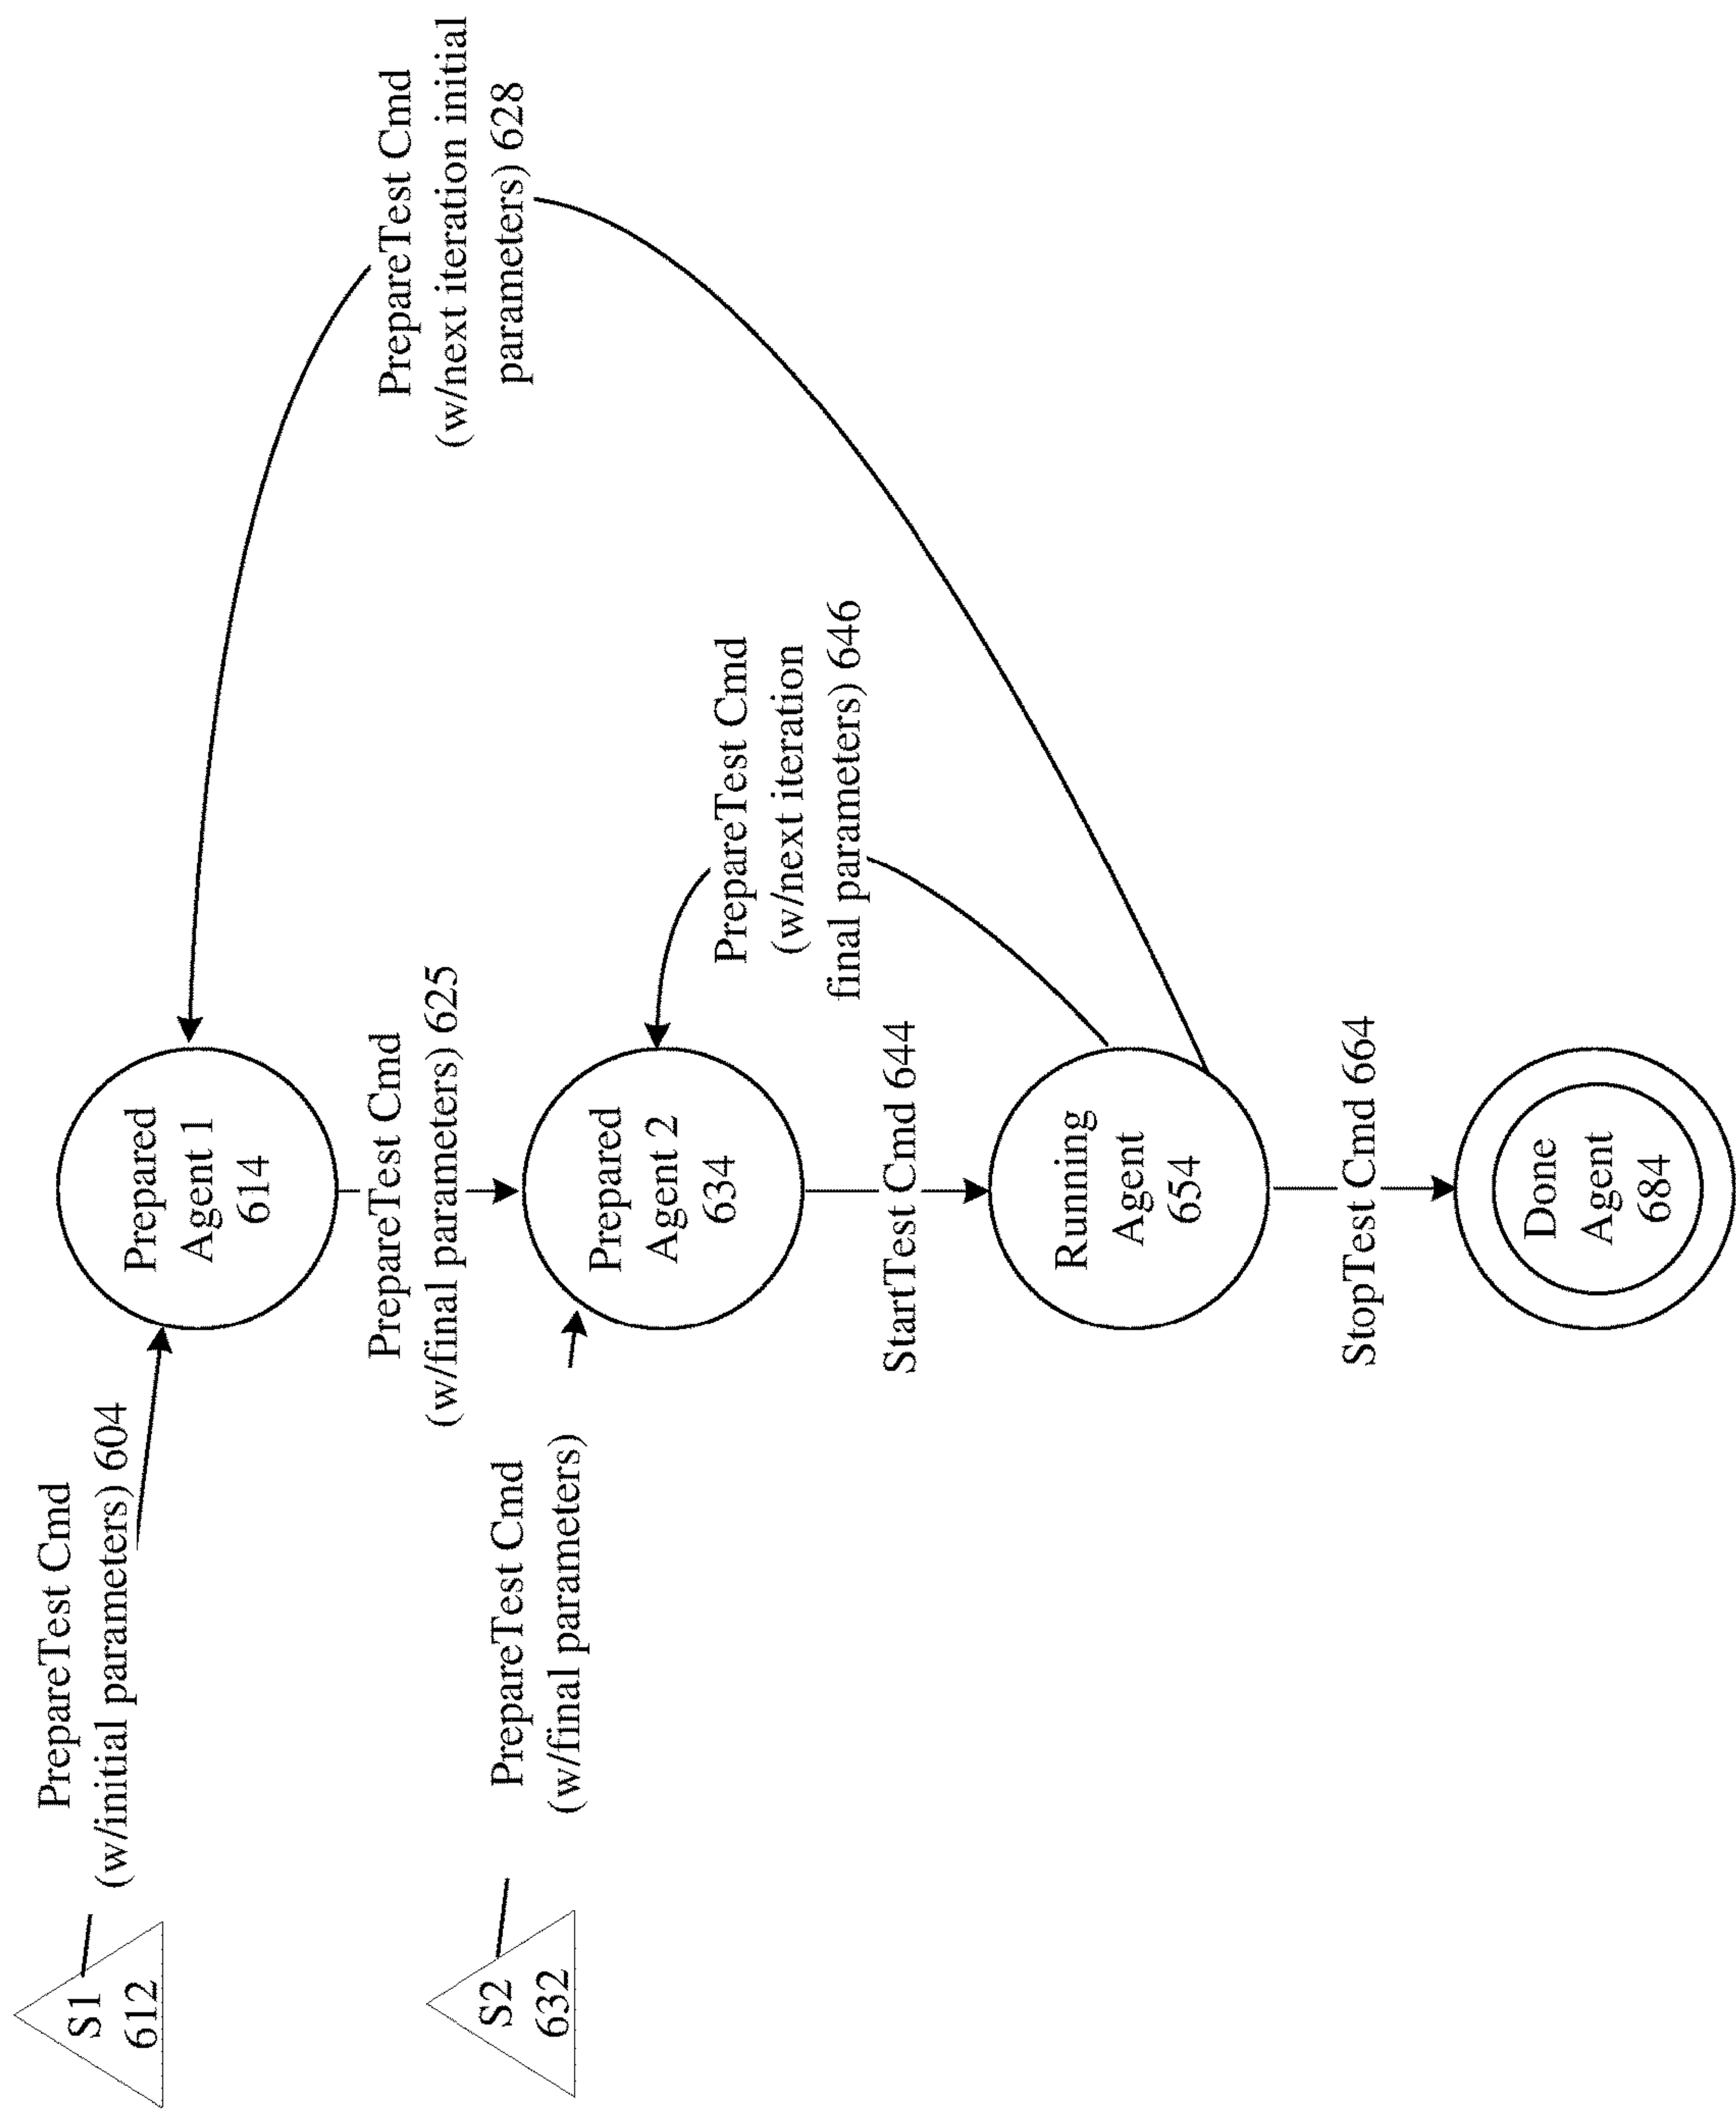 S1
612
PrepareTest Cmd
(w/initial parameters) 604
Prepared
Agent 1
614
PrepareTest Cmd
(w/next iteration initial
parameters) 628
PrepareTest Cmd
(w/final parameters) 625
S2
632
PrepareTest Cmd
(w/final parameters)
Prepared
Agent 2
634
PrepareTest Cmd
(w/next iteration
final parameters) 646
StartTest Cmd 644
Running
Agent
654
StopTest Cmd 664
Done
Agent
684